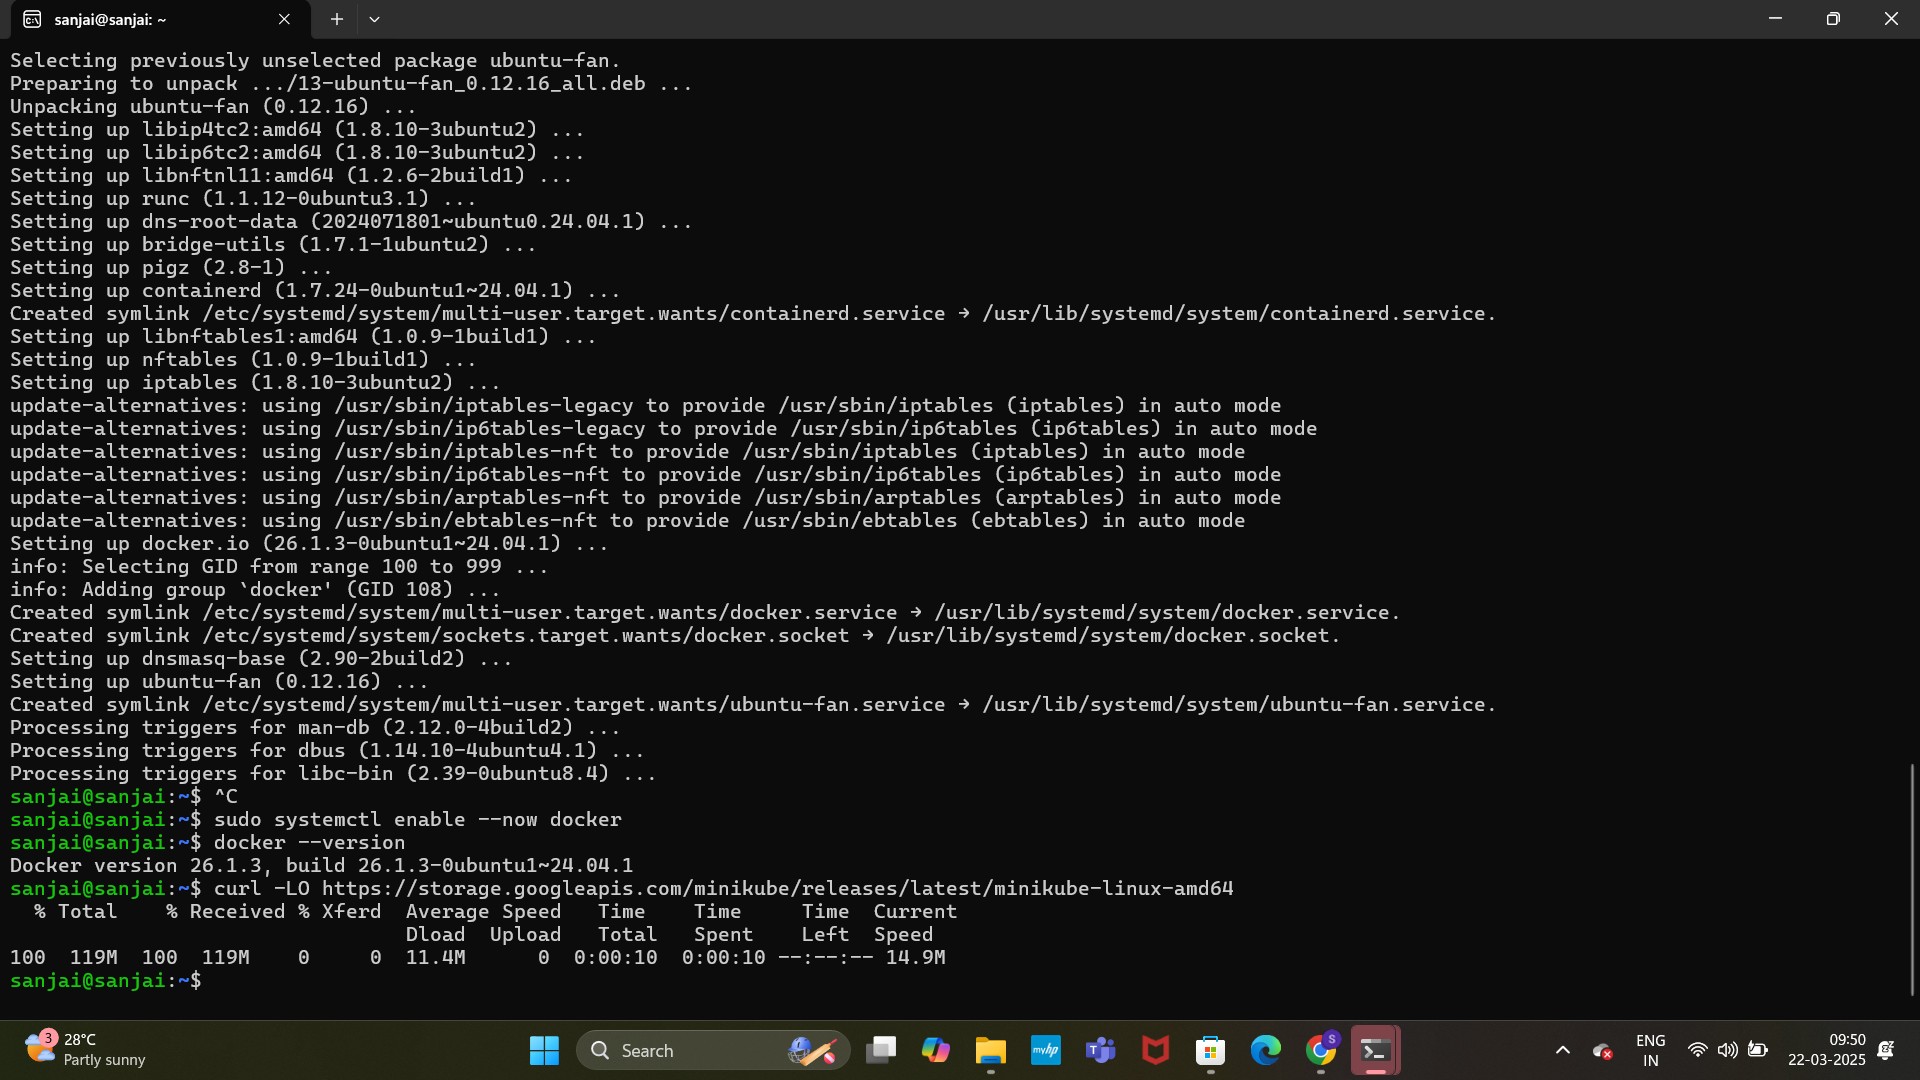 sanjai@sanjai: ~
Selecting previously unselected package ubuntu-fan.
Preparing to unpack .../13-ubuntu-fan_0.12.16_all.deb ...
Unpacking ubuntu-fan (0.12.16) ...
Setting up libip4tc2:amd64 (1.8.10-3ubuntu2) ...
Setting up libip6tc2:amd64 (1.8.10-3ubuntu2) ...
Setting up libnftnl11:amd64 (1.2.6-2build1) ...
Setting up runc (1.1.12-0ubuntu3.1) ...
Setting up dns-root-data (2024071801~ubuntu0.24.04.1) ...
Setting up bridge-utils (1.7.1-1ubuntu2) ...
Setting up pigz (2.8-1) ...
Setting up containerd (1.7.24-0ubuntu1~24.04.1) ...
Created symlink /etc/systemd/system/multi-user.target.wants/containerd.service → /usr/lib/systemd/system/containerd.service.
Setting up libnftables1:amd64 (1.0.9-1build1) ...
Setting up nftables (1.0.9-1build1) ...
Setting up iptables (1.8.10-3ubuntu2) ...
update-alternatives: using /usr/sbin/iptables-legacy to provide /usr/sbin/iptables (iptables) in auto mode
update-alternatives: using /usr/sbin/ip6tables-legacy to provide /usr/sbin/ip6tables (ip6tables) in auto mode
update-alternatives: using /usr/sbin/iptables-nft to provide /usr/sbin/iptables (iptables) in auto mode
update-alternatives: using /usr/sbin/ip6tables-nft to provide /usr/sbin/ip6tables (ip6tables) in auto mode
update-alternatives: using /usr/sbin/arptables-nft to provide /usr/sbin/arptables (arptables) in auto mode
update-alternatives: using /usr/sbin/ebtables-nft to provide /usr/sbin/ebtables (ebtables) in auto mode
Setting up docker.io (26.1.3-0ubuntu1~24.04.1) ...
info: Selecting GID from range 100 to 999 ...
info: Adding group `docker' (GID 108) ...
Created symlink /etc/systemd/system/multi-user.target.wants/docker.service → /usr/lib/systemd/system/docker.service.
Created symlink /etc/systemd/system/sockets.target.wants/docker.socket → /usr/lib/systemd/system/docker.socket.
Setting up dnsmasq-base (2.90-2build2) ...
Setting up ubuntu-fan (0.12.16) ...
Created symlink /etc/systemd/system/multi-user.target.wants/ubuntu-fan.service → /usr/lib/systemd/system/ubuntu-fan.service.
Processing triggers for man-db (2.12.0-4build2) ...
Processing triggers for dbus (1.14.10-4ubuntu4.1) ...
Processing triggers for libc-bin (2.39-0ubuntu8.4) ...
sanjai@sanjai:~$ ^C
sanjai@sanjai:~$ sudo systemctl enable --now docker
sanjai@sanjai:~$ docker --version
Docker version 26.1.3, build 26.1.3-0ubuntu1~24.04.1
sanjai@sanjai:~$ curl -LO https://storage.googleapis.com/minikube/releases/latest/minikube-linux-amd64
% Total % Received % Xferd Average Speed Time Time Time Current
Dload Upload Total Spent Left Speed
100 119M 100 119M 0 0 11.4M 0 0:00:10 0:00:10 --:--:-- 14.9M
sanjai@sanjai:~$
3
28°C
Partly sunny
Search
myhp
S
ENG
IN
09:50
22-03-2025